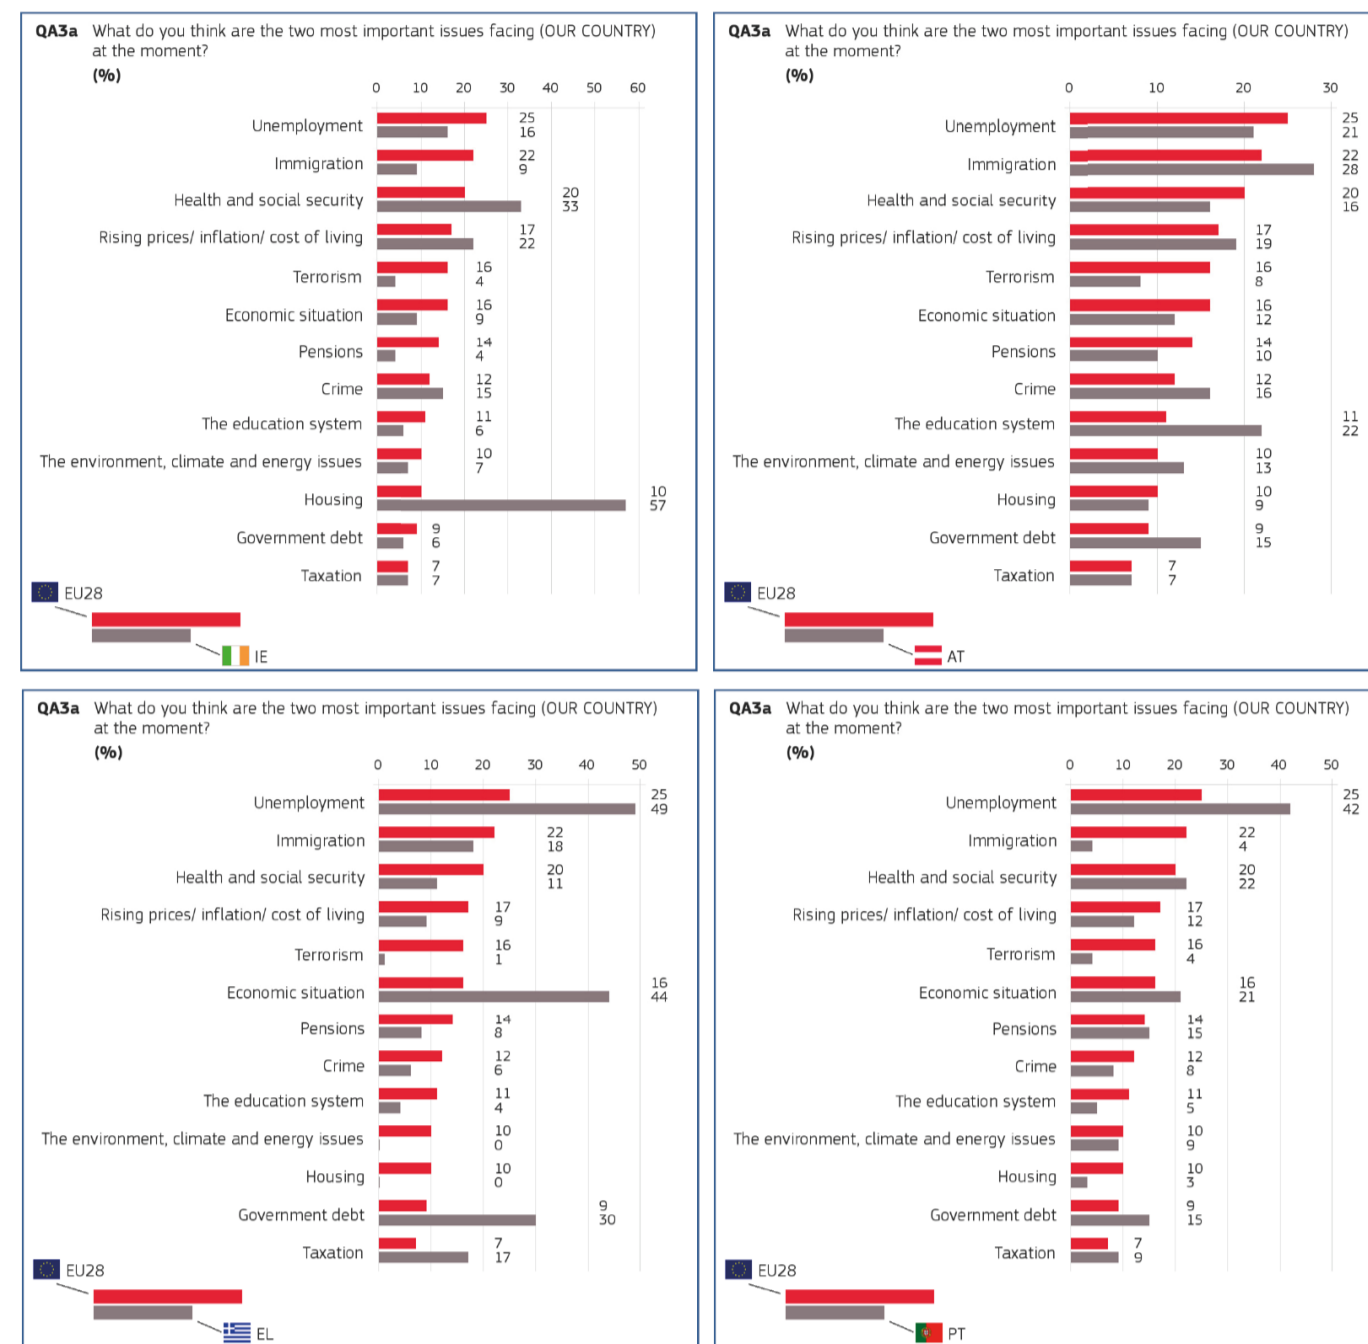 QA3a What do you think are the two most important issues facing (OUR COUNTRY)
at the moment?
(%)
0 10 20 30 40 50 60
Unemployment 25 16
Immigration 22 9
Health and social security 20 33
Rising prices/ inflation/ cost of living 17 22
Terrorism 16 4
Economic situation 16 9
Pensions 14 4
Crime 12 15
The education system 11 6
The environment, climate and energy issues 10 7
Housing 10 57
Government debt 9 6
Taxation 7 7
EU28
IE
QA3a What do you think are the two most important issues facing (OUR COUNTRY)
at the moment?
(%)
0 10 20 30
Unemployment 25 21
Immigration 22 28
Health and social security 20 16
Rising prices/ inflation/ cost of living 17 19
Terrorism 16 8
Economic situation 16 12
Pensions 14 10
Crime 12 16
The education system 11 22
The environment, climate and energy issues 10 13
Housing 10 9
Government debt 9 15
Taxation 7 7
EU28
AT
QA3a What do you think are the two most important issues facing (OUR COUNTRY)
at the moment?
(%)
0 10 20 30 40 50
Unemployment 25 49
Immigration 22 18
Health and social security 20 11
Rising prices/ inflation/ cost of living 17 9
Terrorism 16 1
Economic situation 16 44
Pensions 14 8
Crime 12 6
The education system 11 4
The environment, climate and energy issues 10 0
Housing 10 0
Government debt 9 30
Taxation 7 17
EU28
EL
QA3a What do you think are the two most important issues facing (OUR COUNTRY)
at the moment?
(%)
0 10 20 30 40 50
Unemployment 25 42
Immigration 22 4
Health and social security 20 22
Rising prices/ inflation/ cost of living 17 12
Terrorism 16 4
Economic situation 16 21
Pensions 14 15
Crime 12 8
The education system 11 5
The environment, climate and energy issues 10 9
Housing 10 3
Government debt 9 15
Taxation 7 9
EU28
PT